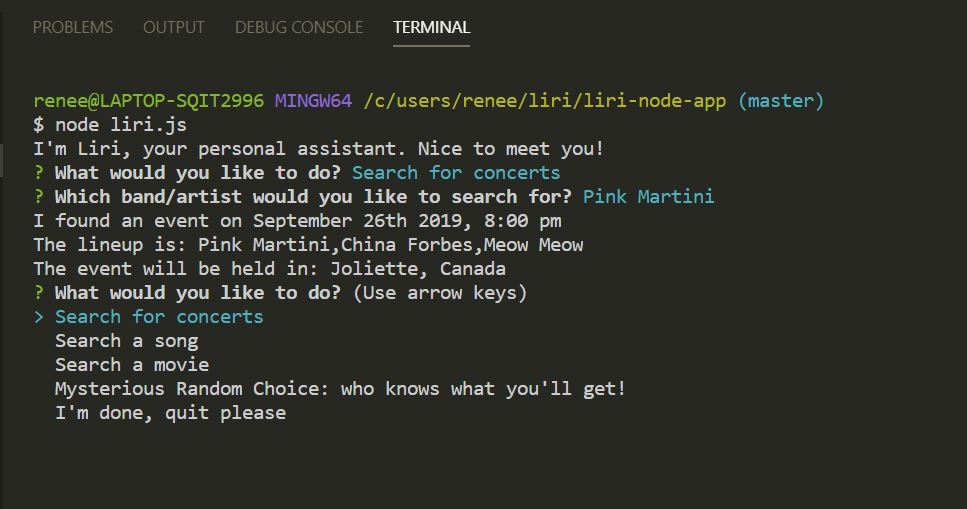 PROBLEMS OUTPUT DEBUG CONSOLE TERMINAL
renee@LAPTOP-SQIT2996 MINGW64 /c/users/renee/liri/liri-node-app (master)
$ node liri.js
I'm Liri, your personal assistant. Nice to meet you!
? What would you like to do? Search for concerts
? Which band/artist would you like to search for? Pink Martini
I found an event on September 26th 2019, 8:00 pm
The lineup is: Pink Martini,China Forbes,Meow Meow
The event will be held in: Joliette, Canada
? What would you like to do? (Use arrow keys)
> Search for concerts
  Search a song
  Search a movie
  Mysterious Random Choice: who knows what you'll get!
  I'm done, quit please